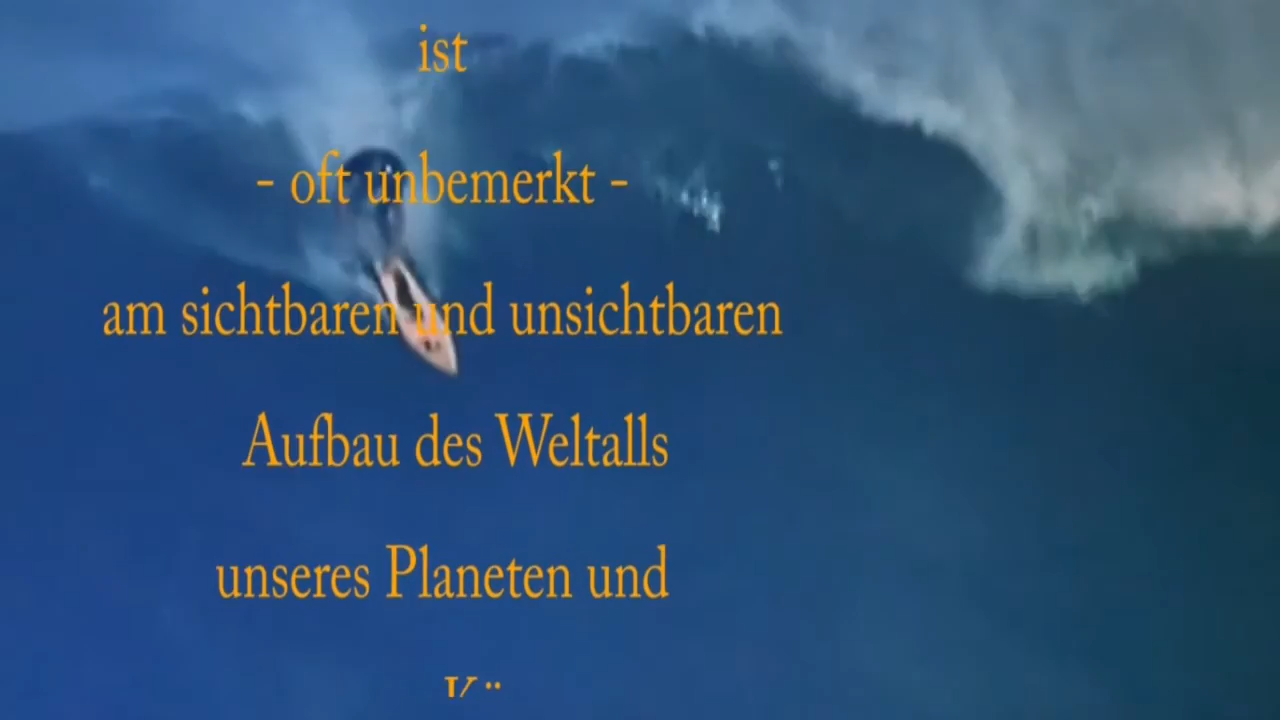 ist
- oft unbemerkt -
am sichtbaren und unsichtbaren
Aufbau des Weltalls
unseres Planeten und